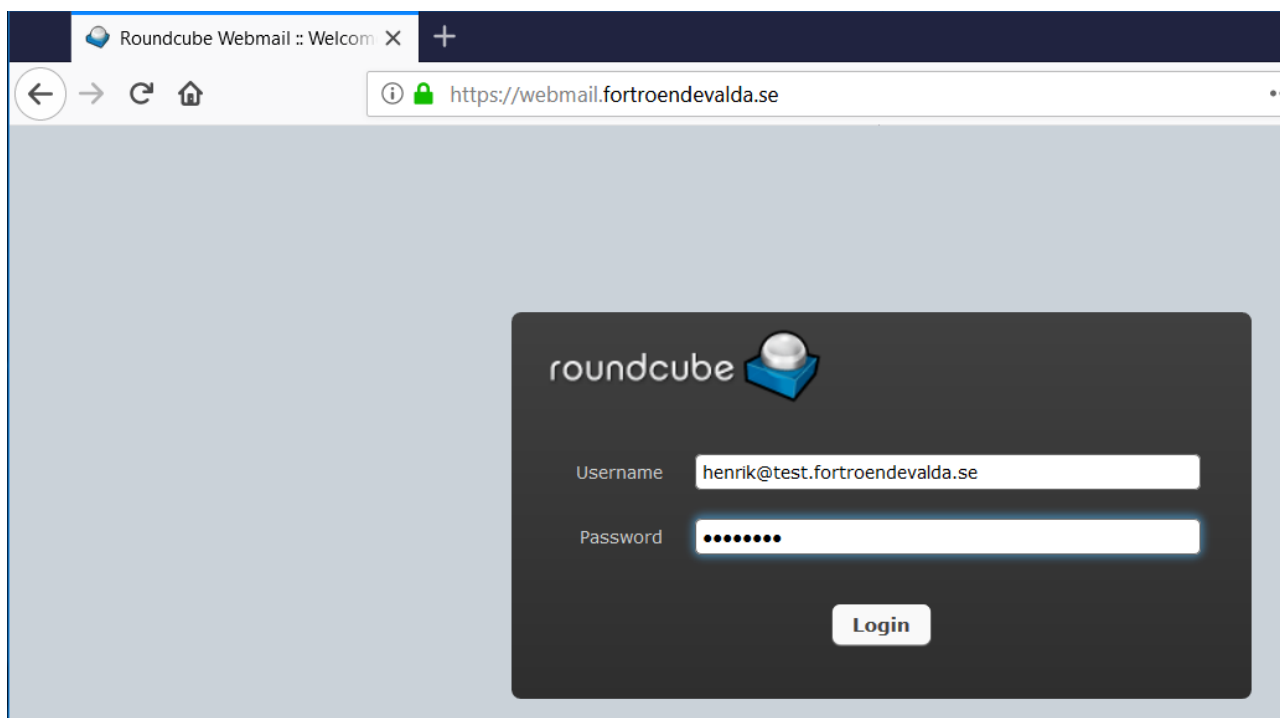 Roundcube Webmail :: Welcom
https://webmail.fortroendevalda.se
roundcube
Username henrik@test.fortroendevalda.se
Password ••••••••
Login